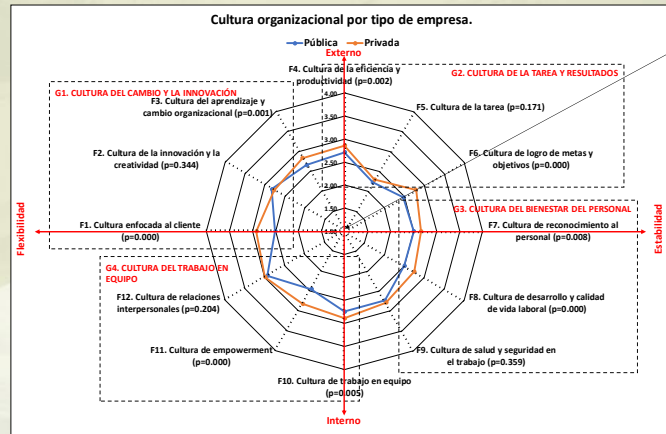 Cultura organizacional por tipo de empresa.
Pública
Privada
Externo
F4. Cultura de la eficiencia y
productividad (p=0.002)
G1. CULTURA DEL CAMBIO Y LA INNOVACIÓN
G2. CULTURA DE LA TAREA Y RESULTADOS
F3. Cultura del aprendizaje y
cambio organizacional (p=0.001)
F5. Cultura de la tarea (p=0.171)
F2. Cultura de la innovación y la
creatividad (p=0.344)
F6. Cultura de logro de metas y
objetivos (p=0.000)
4.00
3.50
3.00
2.50
2.00
1.50
1.00
G3. CULTURA DEL BIENESTAR DEL PERSONAL
F1. Cultura enfocada al cliente
(p=0.000)
F7. Cultura de reconocimiento al
personal (p=0.008)
Flexibilidad
Estabilidad
G4. CULTURA DEL TRABAJO EN
EQUIPO
F12. Cultura de relaciones
interpersonales (p=0.204)
F8. Cultura de desarrollo y calidad
de vida laboral (p=0.000)
F11. Cultura de empowerment
(p=0.000)
F9. Cultura de salud y seguridad en
el trabajo (p=0.359)
F10. Cultura de trabajo en equipo
(p=0.005)
Interno